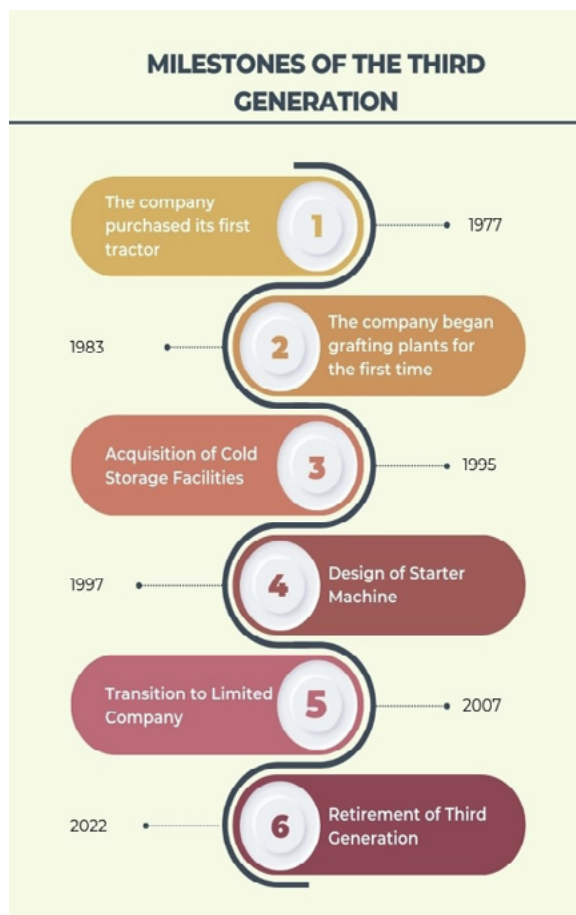 MILESTONES OF THE THIRD
GENERATION
The company
purchased its first
tractor
1
1977
1983
2
The company began
grafting plants for
the first time
Acquisition of Cold
Storage Facilities
3
1995
1997
4
Design of Starter
Machine
Transition to Limited
Company
5
2007
2022
6
Retirement of Third
Generation